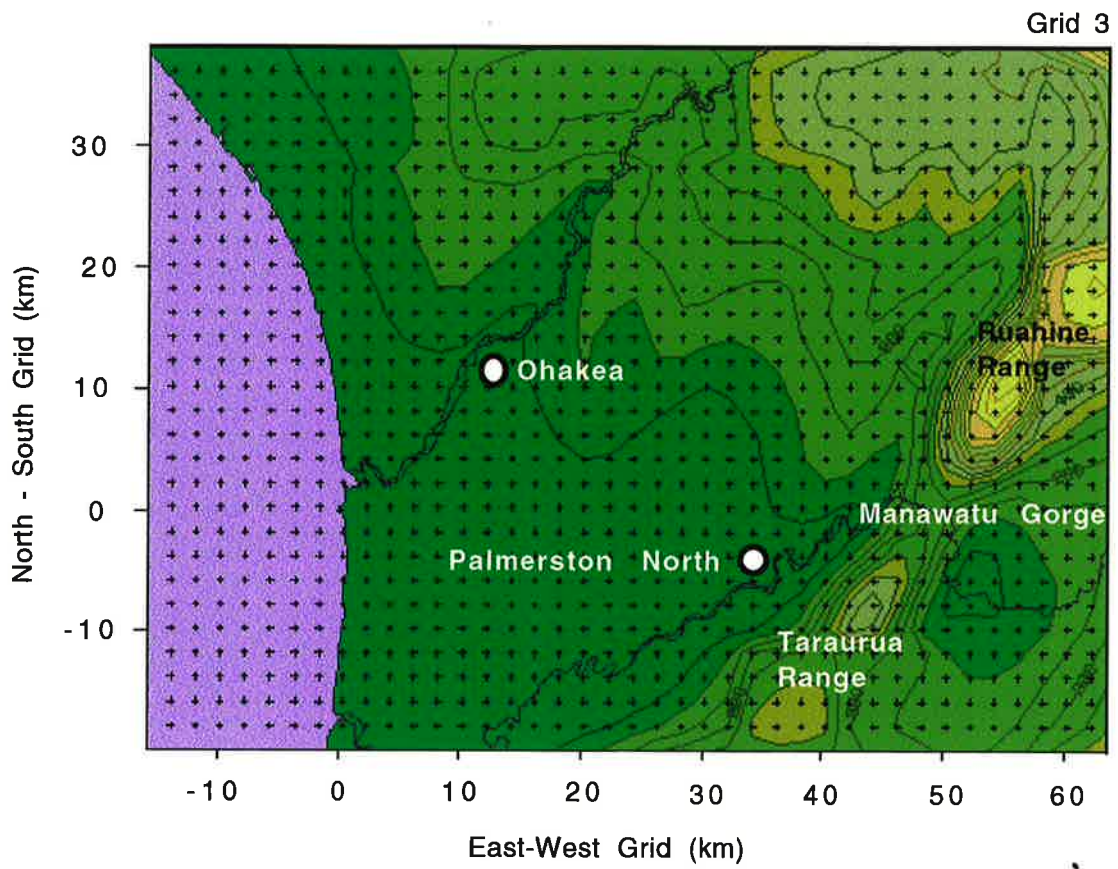 Grid 3
30
20
10
0
-10
North - South Grid (km)
Ohakea
Ruahine
Range
Manawatu Gorge
Palmerston North
Taraurua
Range
-10 0 10 20 30 40 50 60
East-West Grid (km)